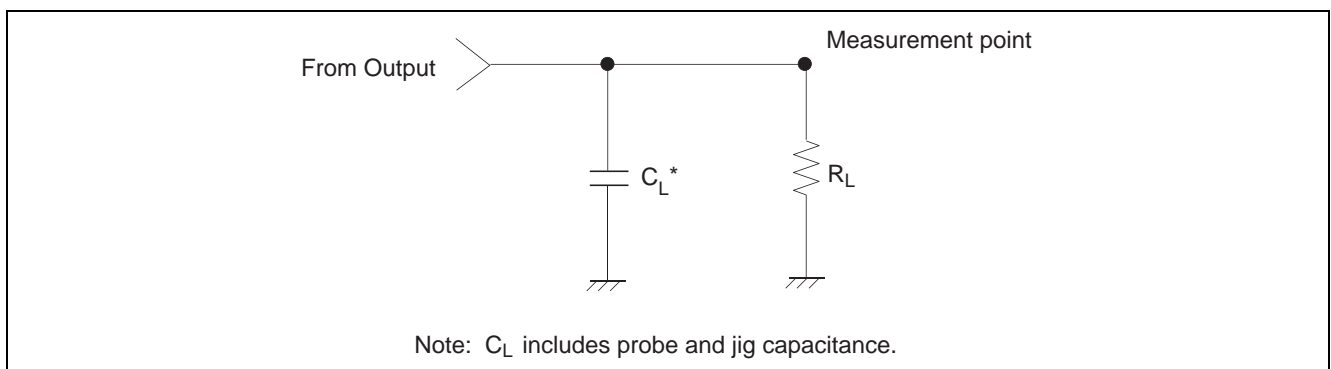 Measurement point
From Output
C_L*
R_L
Note: C_L includes probe and jig capacitance.